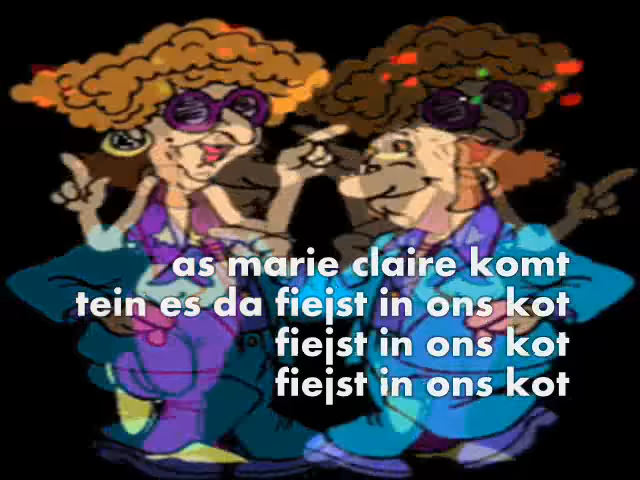 as marie claire komt
tein es da fiejst in ons kot
fiejst in ons kot
fiejst in ons kot